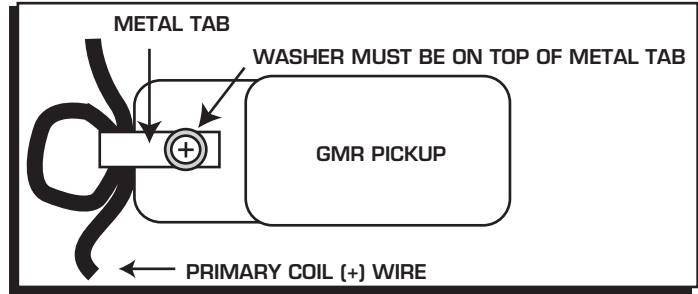 METAL TAB
WASHER MUST BE ON TOP OF METAL TAB
GMR PICKUP
PRIMARY COIL (+) WIRE